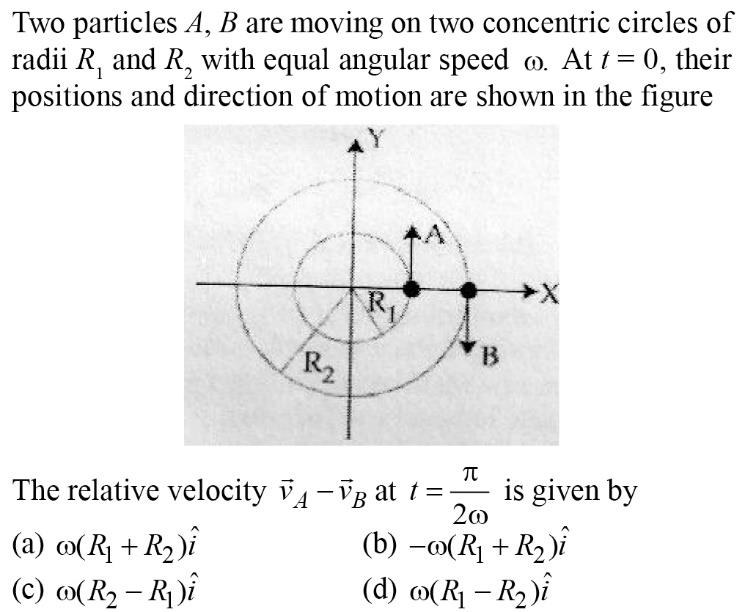 Two particles A, B are moving on two concentric circles of
radii R₁ and R₂ with equal angular speed ω. At t = 0, their
positions and direction of motion are shown in the figure
Y
A
X
R₁
B
R₂
The relative velocity v⃗_A − v⃗_B at t = π/2ω is given by
(a) ω(R₁ + R₂)î (b) −ω(R₁ + R₂)î
(c) ω(R₂ − R₁)î (d) ω(R₁ − R₂)î